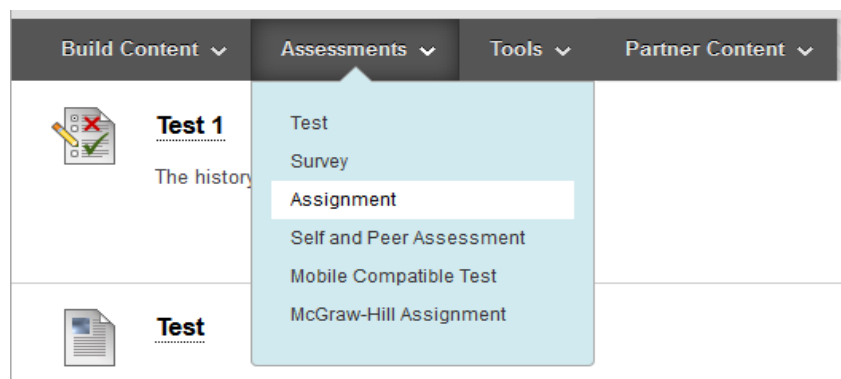 Build Content Assessments Tools Partner Content
Test 1
The history
Test
Survey
Assignment
Self and Peer Assessment
Mobile Compatible Test
McGraw-Hill Assignment
Test